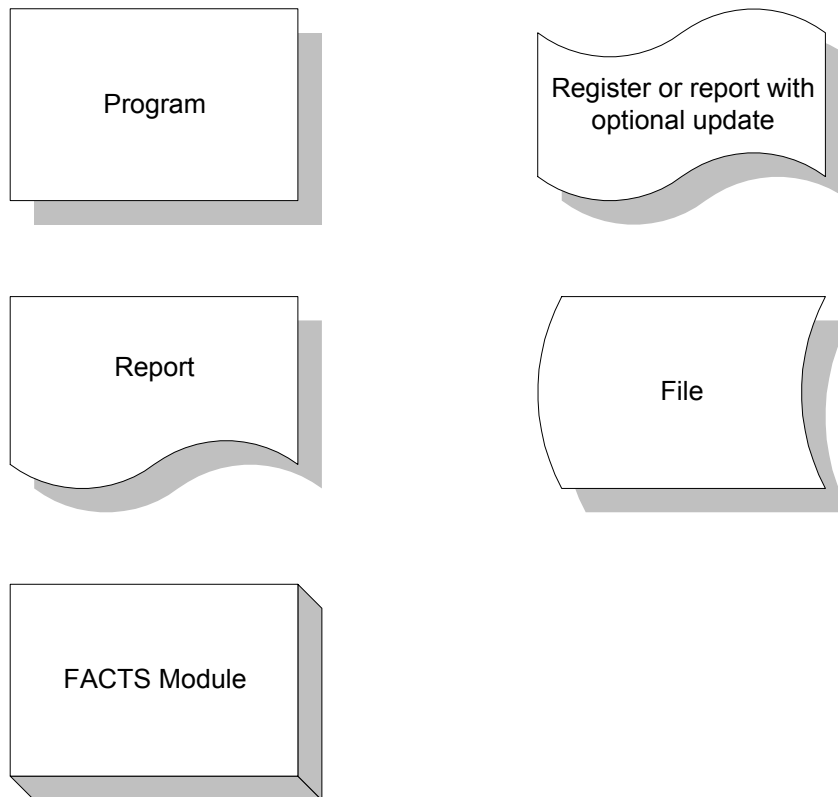 Program
Register or report with
optional update
Report
File
FACTS Module